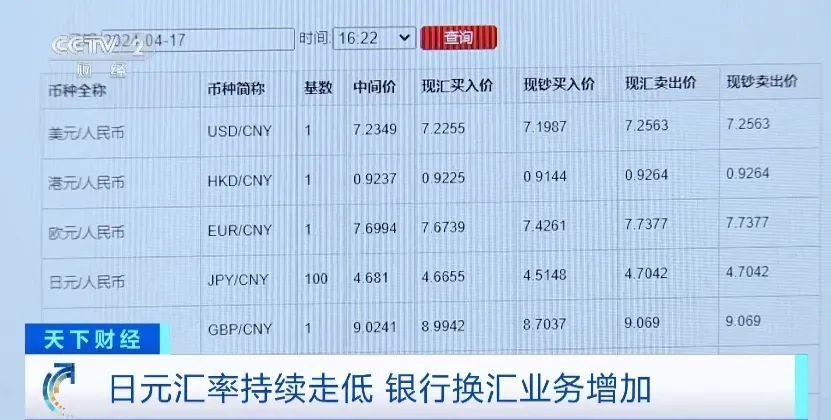 CCTV 2
财经
2024-04-17 时间: 16:22 查询
币种全称 币种简称 基数 中间价 现汇买入价 现钞买入价 现汇卖出价 现钞卖出价
美元/人民币 USD/CNY 1 7.2349 7.2255 7.1987 7.2563 7.2563
港元/人民币 HKD/CNY 1 0.9237 0.9225 0.9144 0.9264 0.9264
欧元/人民币 EUR/CNY 1 7.6994 7.6739 7.4261 7.7377 7.7377
日元/人民币 JPY/CNY 100 4.681 4.6655 4.5148 4.7042 4.7042
GBP/CNY 1 9.0241 8.9942 8.7037 9.069 9.069
天下财经
日元汇率持续走低 银行换汇业务增加